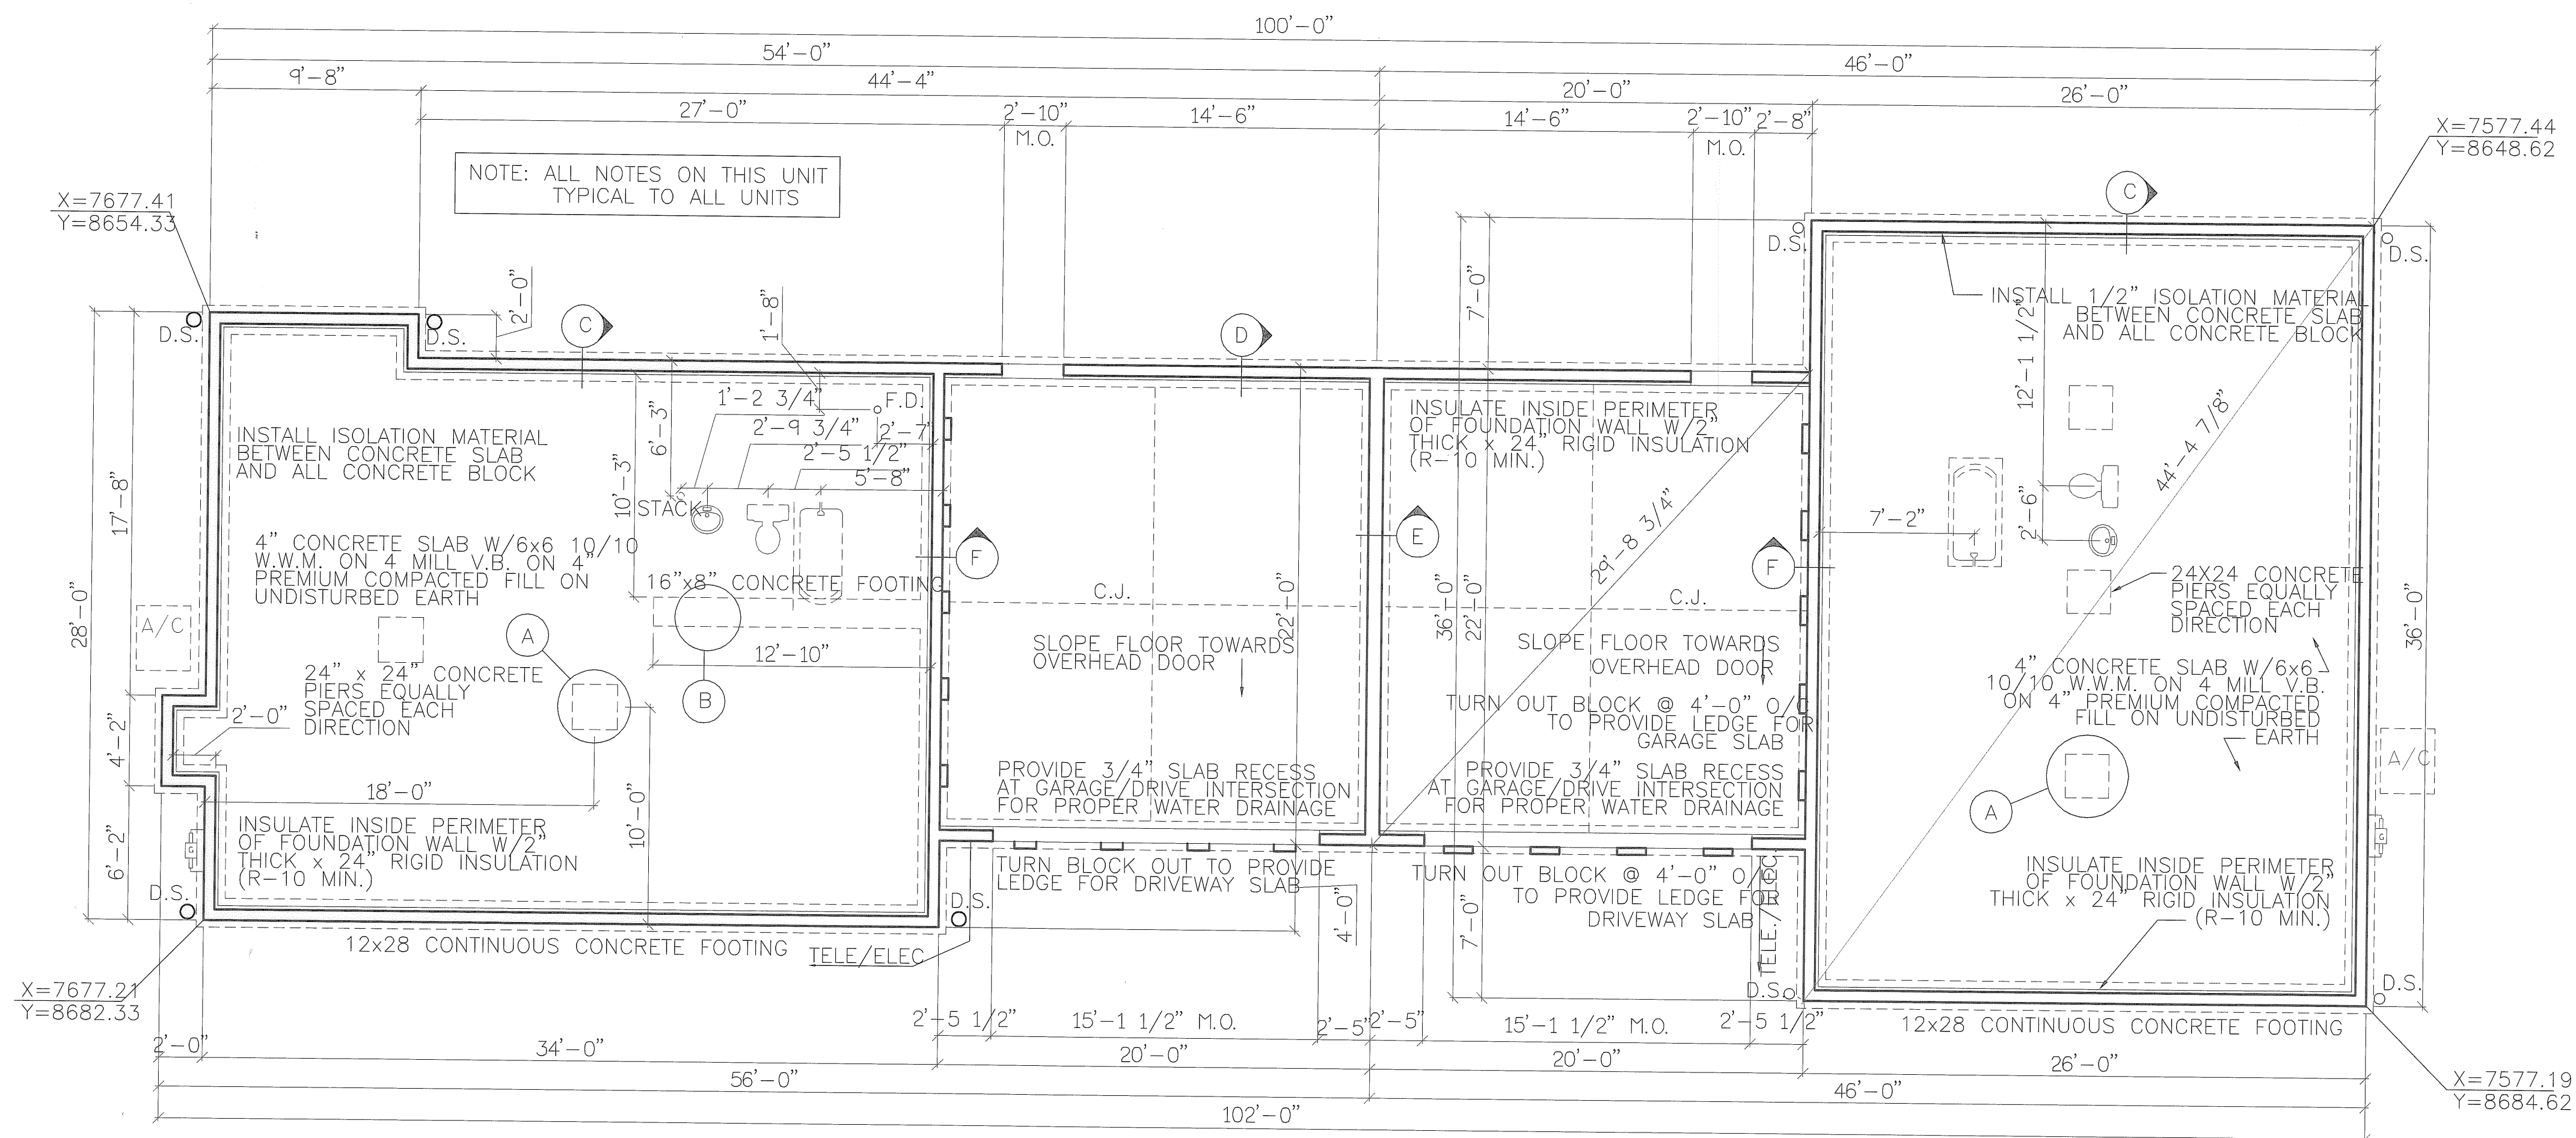 100'-0"
54'-0"
46'-0"
9'-8"
44'-4"
20'-0"
26'-0"
27'-0"
2'-10"
M.O.
14'-6"
14'-6"
2'-10"
M.O.
2'-8"
X=7577.44
Y=8648.62
NOTE: ALL NOTES ON THIS UNIT
TYPICAL TO ALL UNITS
X=7677.41
Y=8654.33
C
D.S.
D.S.
D.S.
D.S.
2'-0"
C
1'-8"
D
7'-0"
INSTALL 1/2" ISOLATION MATERIAL
BETWEEN CONCRETE SLAB
AND ALL CONCRETE BLOCK
12'-1 1/2"
INSTALL ISOLATION MATERIAL
BETWEEN CONCRETE SLAB
AND ALL CONCRETE BLOCK
10'-3"
6'-3"
1'-2 3/4"
F.D.
2'-9 3/4"
2'-7"
2'-5 1/2"
5'-8"
STACK
INSULATE INSIDE PERIMETER
OF FOUNDATION WALL W/2"
THICK x 24" RIGID INSULATION
(R-10 MIN.)
44'-4 7/8"
17'-8"
28'-0"
4" CONCRETE SLAB W/6x6 10/10
W.W.M. ON 4 MILL V.B. ON 4"
PREMIUM COMPACTED FILL ON
UNDISTURBED EARTH
16"x8" CONCRETE FOOTING
F
E
29'-8 3/4"
F
7'-2"
2'-6"
24X24 CONCRETE
PIERS EQUALLY
SPACED EACH
DIRECTION
C.J.
C.J.
22'-0"
36'-0"
22'-0"
36'-0"
A/C
A
B
12'-10"
SLOPE FLOOR TOWARDS
OVERHEAD DOOR
SLOPE FLOOR TOWARDS
OVERHEAD DOOR
24" x 24" CONCRETE
PIERS EQUALLY
SPACED EACH
DIRECTION
2'-0"
4" CONCRETE SLAB W/6x6
10/10 W.W.M. ON 4 MILL V.B.
ON 4" PREMIUM COMPACTED
FILL ON UNDISTURBED
EARTH
TURN OUT BLOCK @ 4'-0" O/C
TO PROVIDE LEDGE FOR
GARAGE SLAB
4'-2"
A/C
18'-0"
10'-0"
PROVIDE 3/4" SLAB RECESS
AT GARAGE/DRIVE INTERSECTION
FOR PROPER WATER DRAINAGE
PROVIDE 3/4" SLAB RECESS
AT GARAGE/DRIVE INTERSECTION
FOR PROPER WATER DRAINAGE
A
6'-2"
G
G
INSULATE INSIDE PERIMETER
OF FOUNDATION WALL W/2"
THICK x 24" RIGID INSULATION
(R-10 MIN.)
TURN BLOCK OUT TO PROVIDE
LEDGE FOR DRIVEWAY SLAB
TURN OUT BLOCK @ 4'-0" O/C.
TO PROVIDE LEDGE FOR
DRIVEWAY SLAB
INSULATE INSIDE PERIMETER
OF FOUNDATION WALL W/2"
THICK x 24" RIGID INSULATION
(R-10 MIN.)
D.S.
D.S.
4'-0"
7'-0"
TELE./ELEC.
12x28 CONTINUOUS CONCRETE FOOTING
TELE/ELEC
D.S.
D.S.
X=7677.21
Y=8682.33
12x28 CONTINUOUS CONCRETE FOOTING
2'-5 1/2"
15'-1 1/2" M.O.
2'-5"
2'-5"
15'-1 1/2" M.O.
2'-5 1/2"
2'-0"
34'-0"
20'-0"
20'-0"
26'-0"
56'-0"
46'-0"
X=7577.19
Y=8684.62
102'-0"